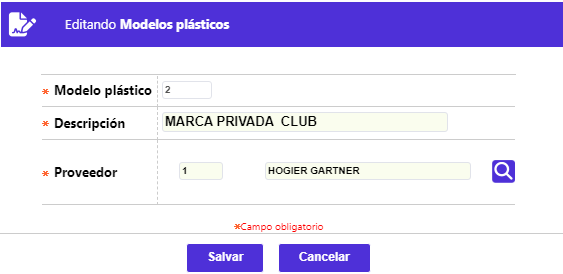 Editando Modelos plásticos
* Modelo plástico 2
* Descripción MARCA PRIVADA CLUB
* Proveedor 1 HOGIER GARTNER
*Campo obligatorio
Salvar Cancelar